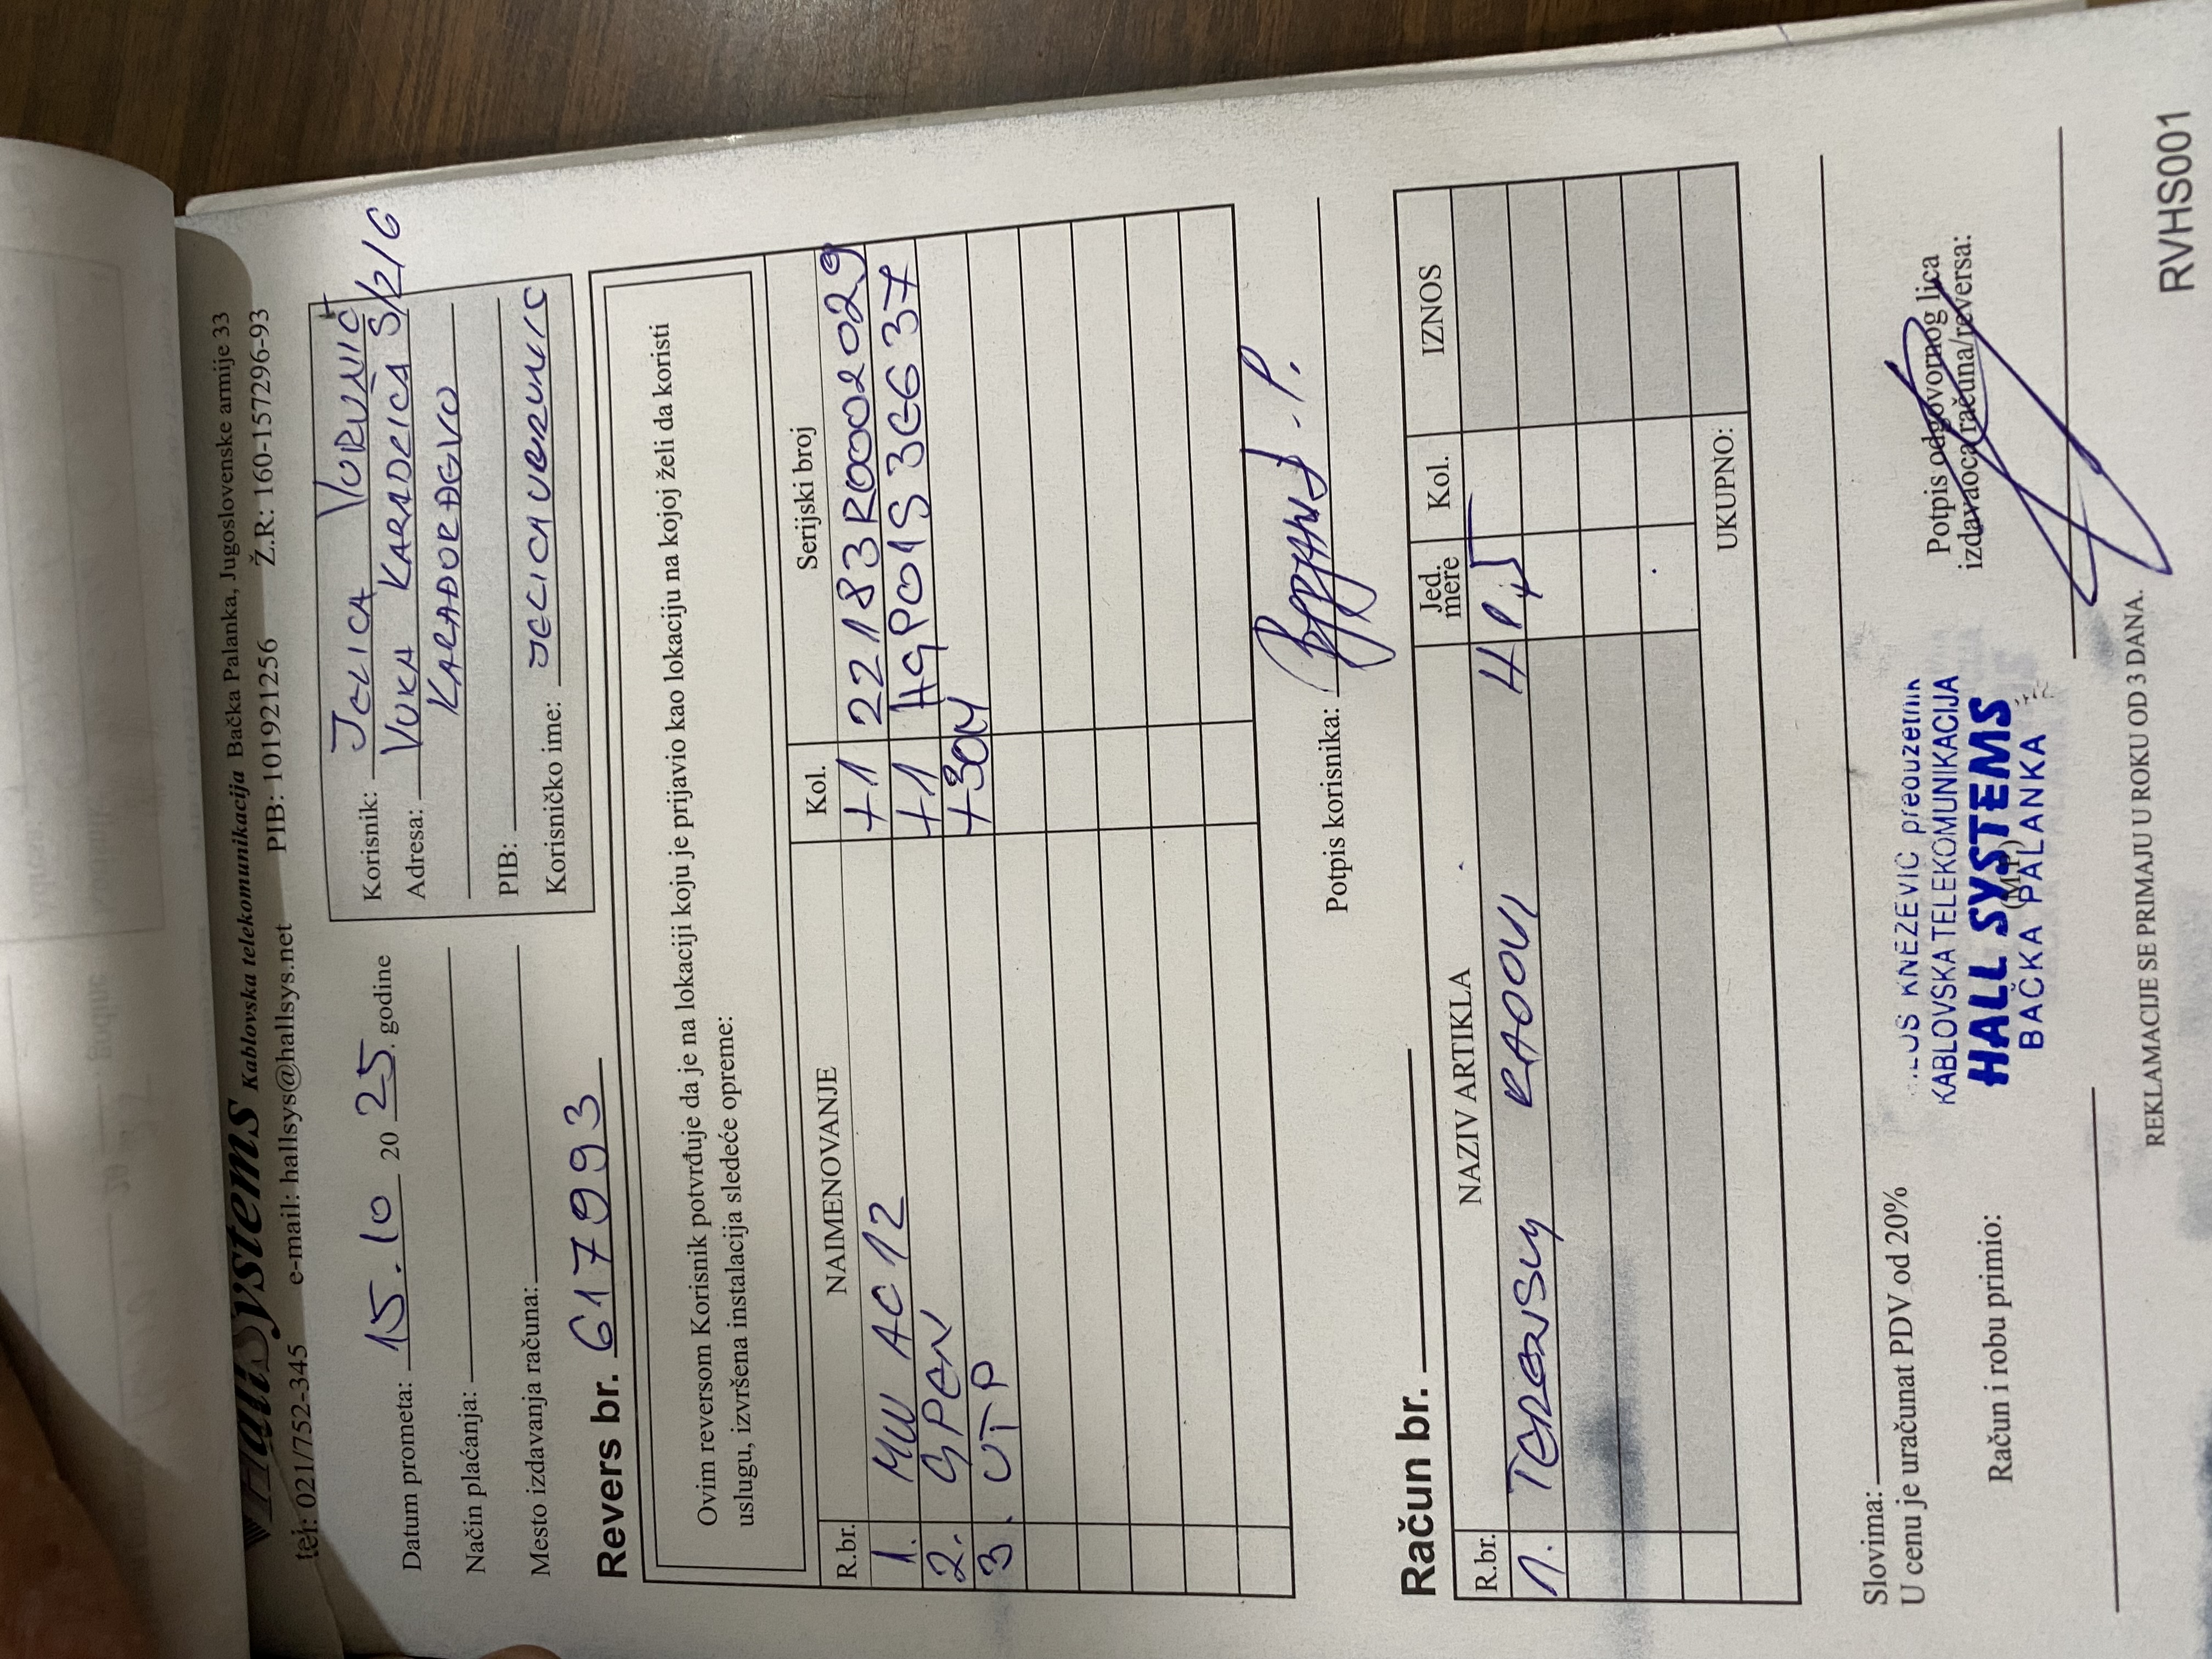 HallSystems Kablovska telekomunikacija Bačka Palanka, Jugoslovenske armije 33
tel: 021/752-345 e-mail: hallsys@hallsys.net PIB: 101921256 Ž.R: 160-157296-93
Datum prometa: 15.10 20 25. godine
Način plaćanja:
Mesto izdavanja računa:
Korisnik: JELICA
Adresa: VUKA KARADŽIĆA S/2/6
KARAĐORĐEVO
PIB:
Korisničko ime:
Revers br. 617993
Ovim reversom Korisnik potvrđuje da je na lokaciji koju je prijavio kao lokaciju na kojoj želi da koristi
uslugu, izvršena instalacija sledeće opreme:
R.br. NAIMENOVANJE Kol. Serijski broj
1. MW AC12 +1 22183R0002029
2. GPON +1
3. UTP +30M
Potpis korisnika:
Račun br.
R.br. NAZIV ARTIKLA Jed. mere Kol. IZNOS
1. TERENSKI RADOVI
UKUPNO:
Slovima:
U cenu je uračunat PDV od 20%
Račun i robu primio:
KNEŽEVIĆ preduzetnik
KABLOVSKA TELEKOMUNIKACIJA
HALL SYSTEMS
(M.P.)
BAČKA PALANKA
Potpis odgovornog lica
izdavaoca računa/reversa:
REKLAMACIJE SE PRIMAJU U ROKU OD 3 DANA.
RVHS001